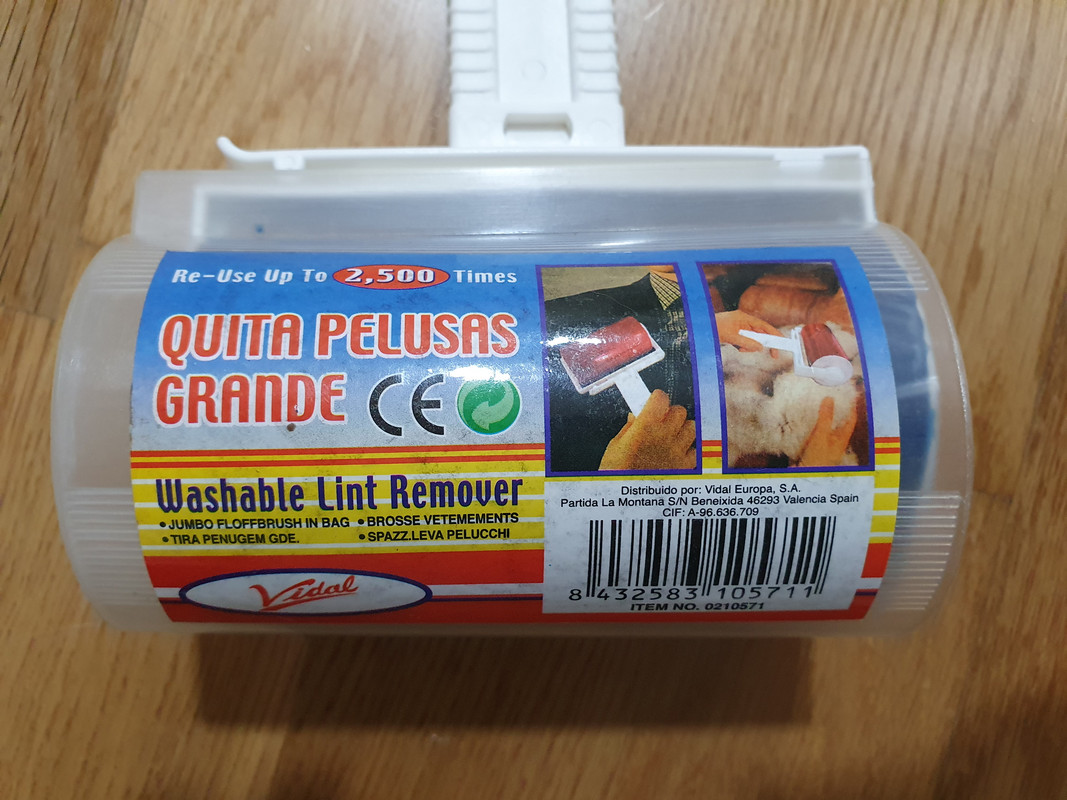 Re-Use Up To 2,500 Times
QUITA PELUSAS
GRANDE CE
Washable Lint Remover
• JUMBO FLOFFBRUSH IN BAG • BROSSE VETEMEMENTS
• TIRA PENUGEM GDE. • SPAZZ.LEVA PELUCCHI
Vidal
Distribuido por: Vidal Europa, S.A.
Partida La Montana S/N Beneixida 46293 Valencia Spain
CIF: A-96.636.709
8 432583 105711
ITEM NO. 0210571